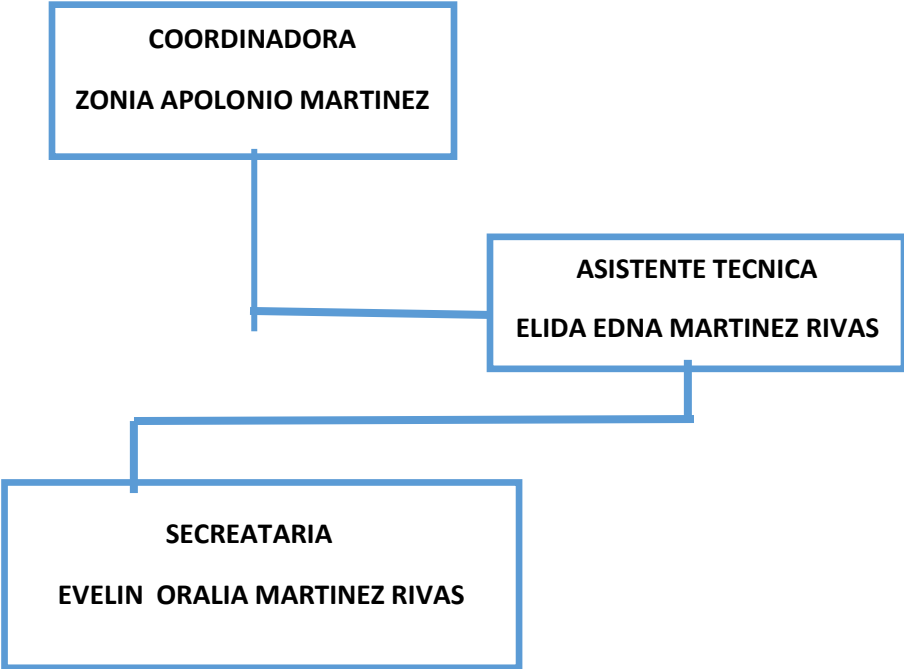 COORDINADORA
ZONIA APOLONIO MARTINEZ
ASISTENTE TECNICA
ELIDA EDNA MARTINEZ RIVAS
SECREATARIA
EVELIN  ORALIA MARTINEZ RIVAS